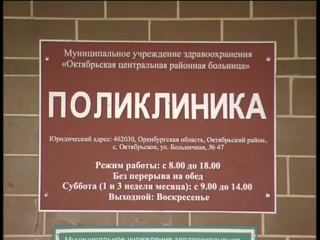 Муниципальное учреждение здравоохранения
«Октябрьская центральная районная больница»
ПОЛИКЛИНИКА
Юридический адрес: 462030, Оренбургская область, Октябрьский район,
с. Октябрьское, ул. Больничная, № 47
Режим работы: с 8.00 до 18.00
Без перерыва на обед
Суббота (1 и 3 неделя месяца): с 9.00 до 14.00
Выходной: Воскресенье
Муниципальное учреждение здравоохранения